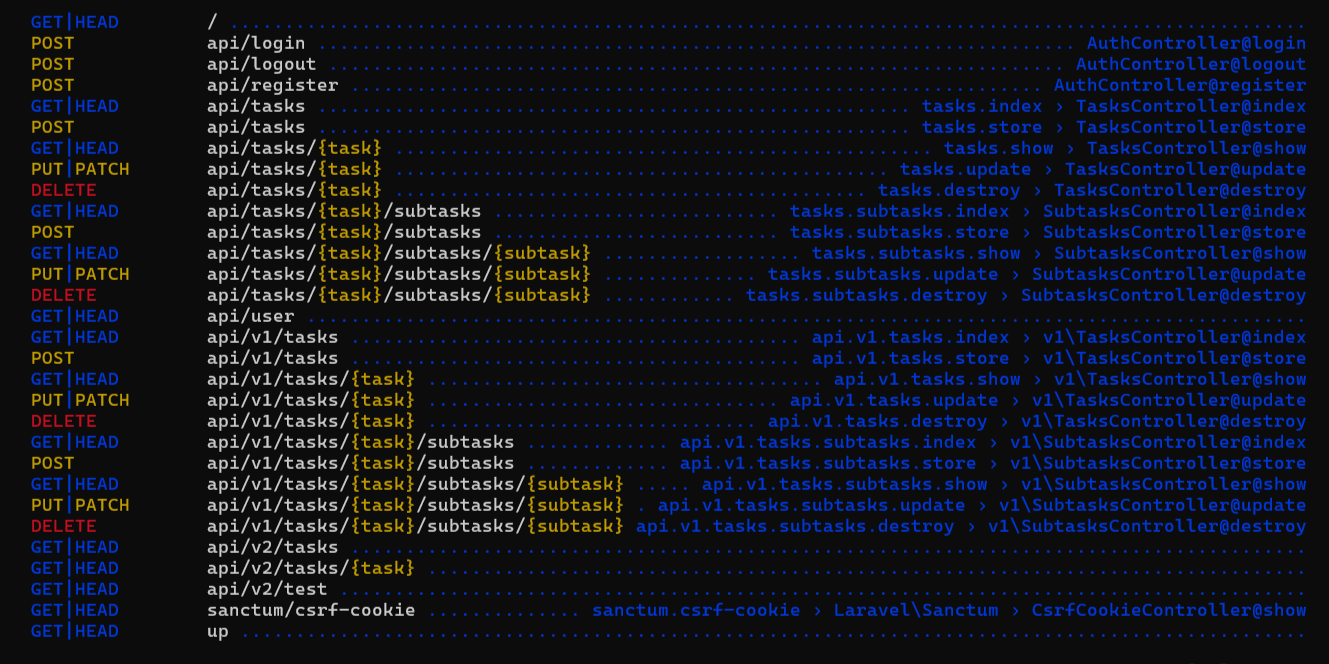 GET|HEAD / ...................................................................................................
POST api/login ..................................................................... AuthController@login
POST api/logout ................................................................... AuthController@logout
POST api/register ............................................................... AuthController@register
GET|HEAD api/tasks ...................................................... tasks.index › TasksController@index
POST api/tasks ...................................................... tasks.store › TasksController@store
GET|HEAD api/tasks/{task} ................................................. tasks.show › TasksController@show
PUT|PATCH api/tasks/{task} ............................................. tasks.update › TasksController@update
DELETE api/tasks/{task} ........................................... tasks.destroy › TasksController@destroy
GET|HEAD api/tasks/{task}/subtasks .......................... tasks.subtasks.index › SubtasksController@index
POST api/tasks/{task}/subtasks .......................... tasks.subtasks.store › SubtasksController@store
GET|HEAD api/tasks/{task}/subtasks/{subtask} .................. tasks.subtasks.show › SubtasksController@show
PUT|PATCH api/tasks/{task}/subtasks/{subtask} .............. tasks.subtasks.update › SubtasksController@update
DELETE api/tasks/{task}/subtasks/{subtask} ............ tasks.subtasks.destroy › SubtasksController@destroy
GET|HEAD api/user ............................................................................................
GET|HEAD api/v1/tasks ......................................... api.v1.tasks.index › v1\TasksController@index
POST api/v1/tasks ......................................... api.v1.tasks.store › v1\TasksController@store
GET|HEAD api/v1/tasks/{task} .................................... api.v1.tasks.show › v1\TasksController@show
PUT|PATCH api/v1/tasks/{task} ................................ api.v1.tasks.update › v1\TasksController@update
DELETE api/v1/tasks/{task} .............................. api.v1.tasks.destroy › v1\TasksController@destroy
GET|HEAD api/v1/tasks/{task}/subtasks ............. api.v1.tasks.subtasks.index › v1\SubtasksController@index
POST api/v1/tasks/{task}/subtasks ............. api.v1.tasks.subtasks.store › v1\SubtasksController@store
GET|HEAD api/v1/tasks/{task}/subtasks/{subtask} ..... api.v1.tasks.subtasks.show › v1\SubtasksController@show
PUT|PATCH api/v1/tasks/{task}/subtasks/{subtask} . api.v1.tasks.subtasks.update › v1\SubtasksController@update
DELETE api/v1/tasks/{task}/subtasks/{subtask} api.v1.tasks.subtasks.destroy › v1\SubtasksController@destroy
GET|HEAD api/v2/tasks ........................................................................................
GET|HEAD api/v2/tasks/{task} .................................................................................
GET|HEAD api/v2/test .........................................................................................
GET|HEAD sanctum/csrf-cookie .............. sanctum.csrf-cookie › Laravel\Sanctum › CsrfCookieController@show
GET|HEAD up ..................................................................................................